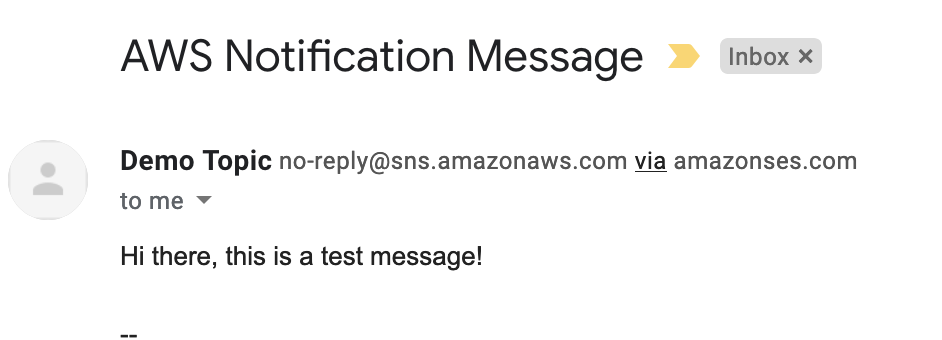 AWS Notification Message Inbox ×
Demo Topic no-reply@sns.amazonaws.com via amazonses.com
to me
Hi there, this is a test message!
--